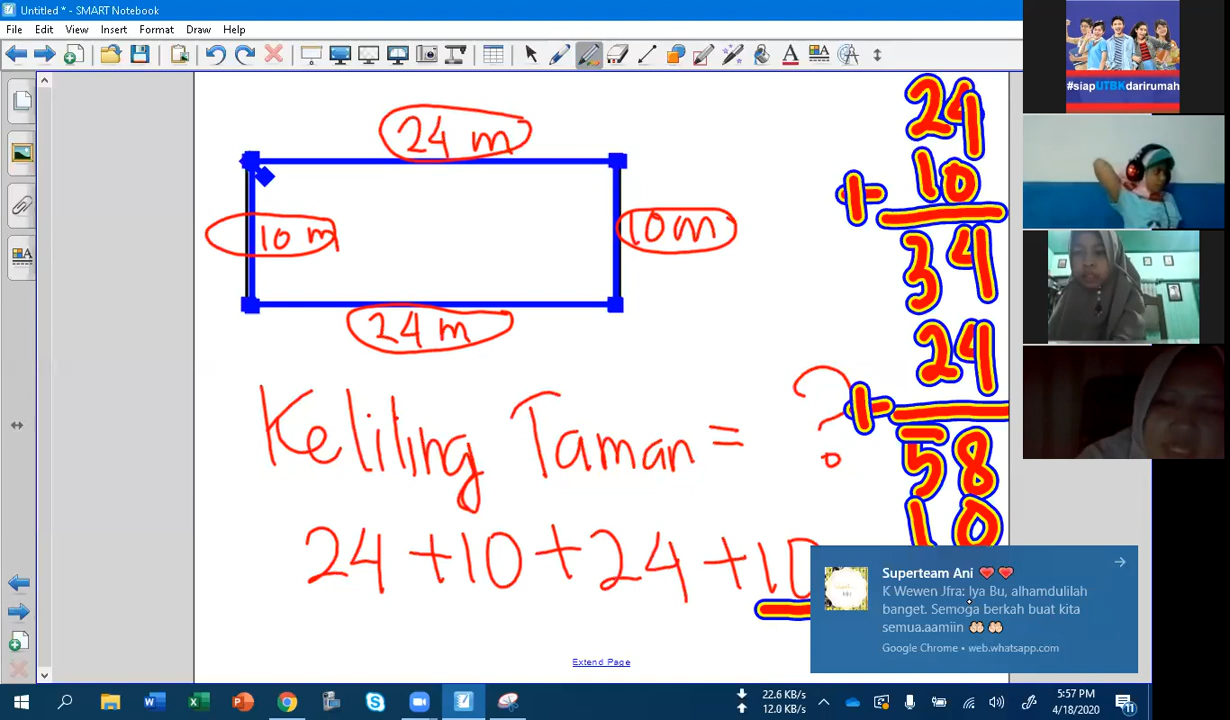 Untitled * - SMART Notebook
File Edit View Insert Format Draw Help
#siapUTBKdarirumah
24 m
10 m
10 m
24 m
Keliling Taman = ?
24 + 10 + 24 + 10
24
10
+
34
24
+
58
10
Superteam Ani ❤️ ❤️
K Wewen Jfra: Iya Bu, alhamdulilah
banget. Semoga berkah buat kita
semua.aamiin 🤲 🤲
Google Chrome • web.whatsapp.com
Extend Page
22.6 KB/s
12.0 KB/s
5:57 PM
4/18/2020
11